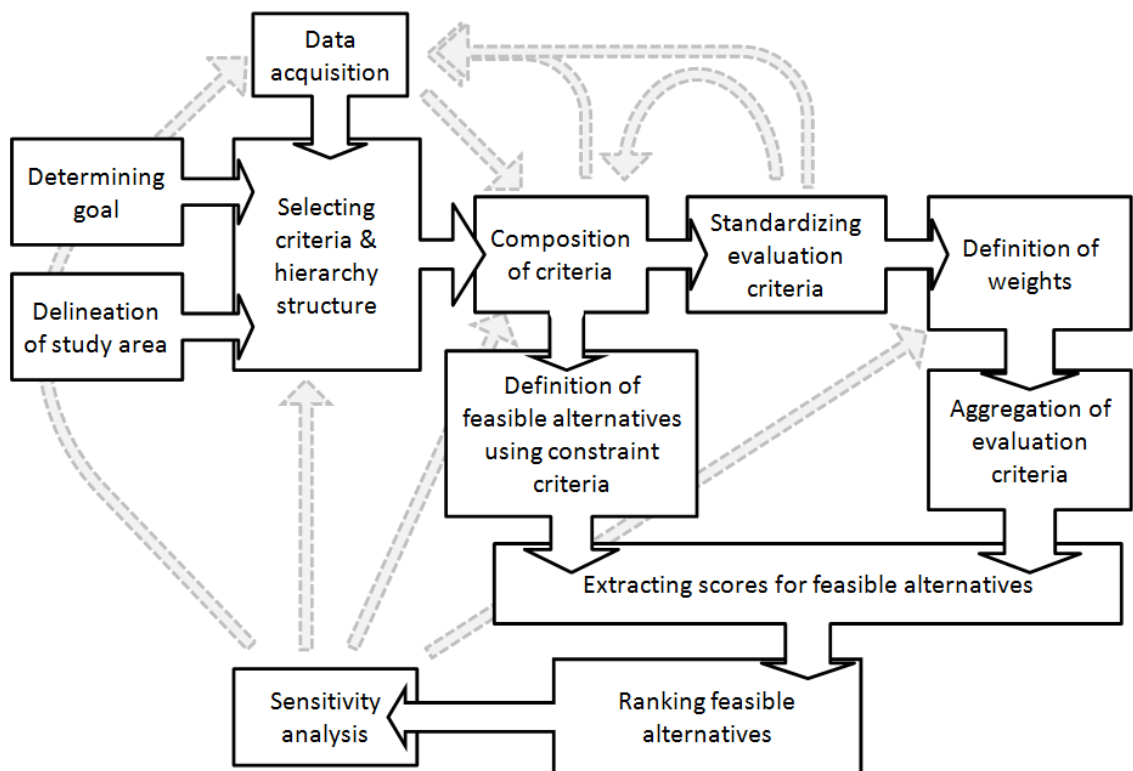 Data
acquisition
Determining
goal
Selecting
criteria &
hierarchy
structure
Delineation
of study area
Composition
of criteria
Standardizing
evaluation
criteria
Definition of
weights
Definition of
feasible alternatives
using constraint
criteria
Aggregation of
evaluation
criteria
Extracting scores for feasible alternatives
Sensitivity
analysis
Ranking feasible
alternatives